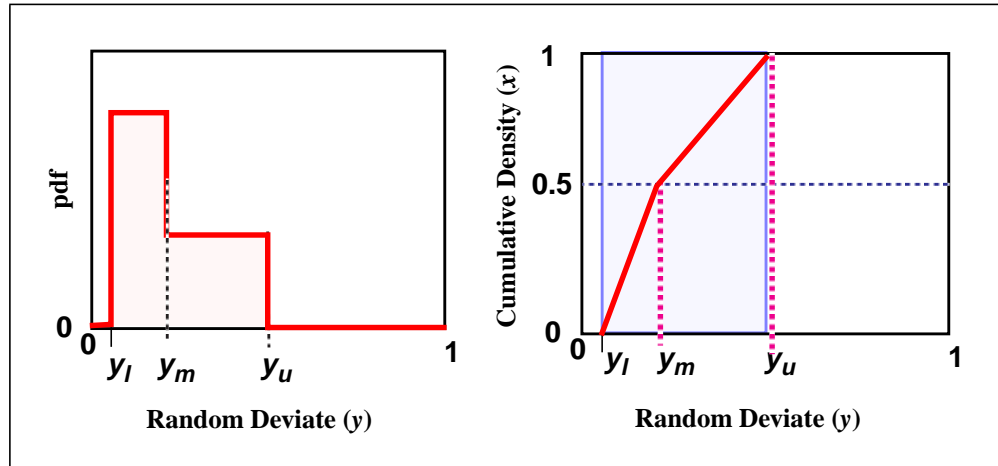 pdf
0
0
y_l
y_m
y_u
1
Random Deviate (y)
Cumulative Density (x)
1
0.5
0
0
y_l
y_m
y_u
1
Random Deviate (y)